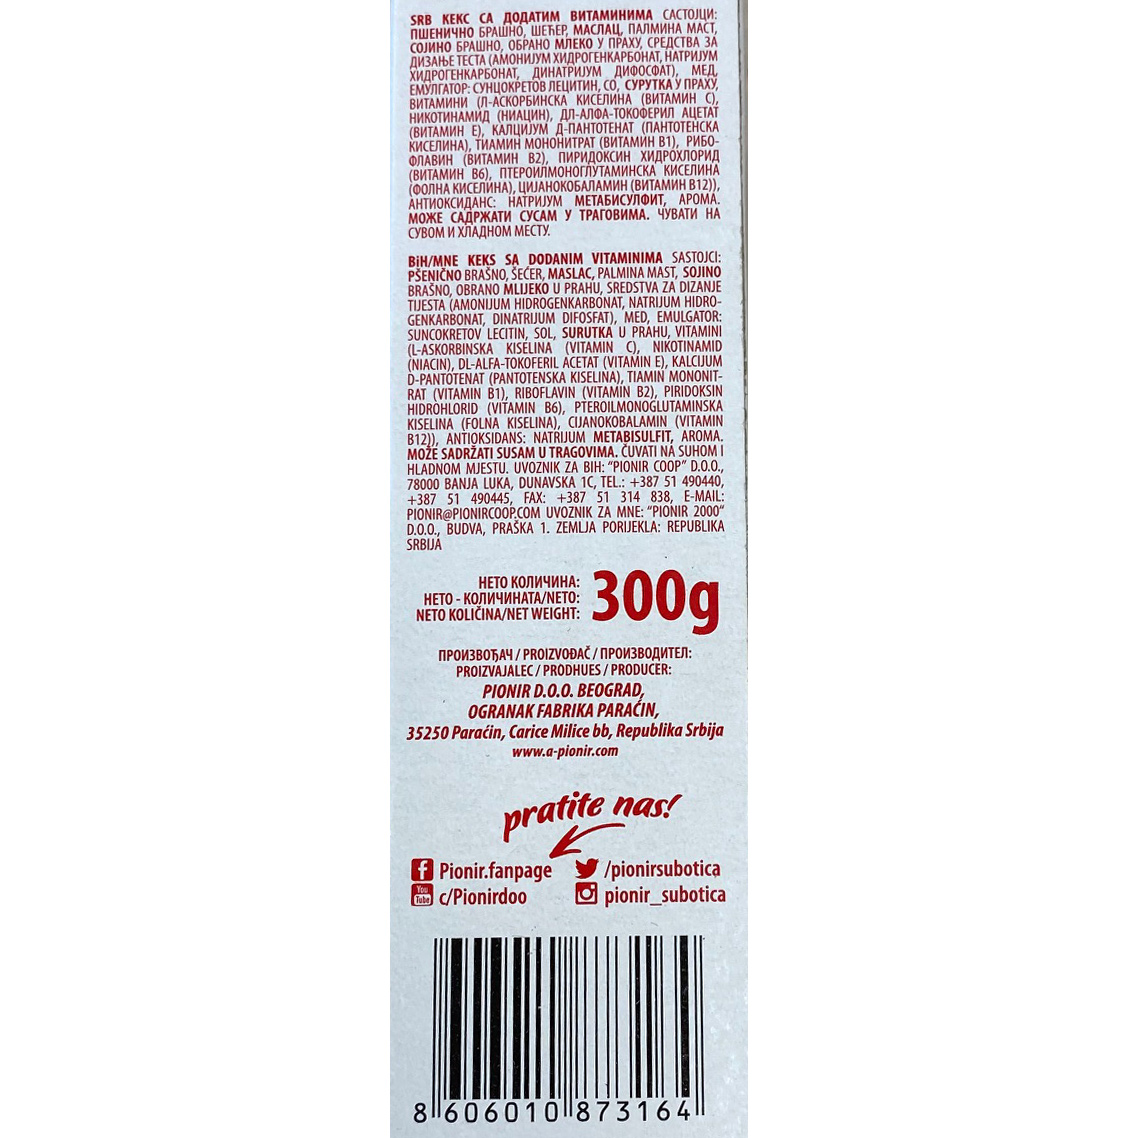 SRB КЕКС СА ДОДАТИМ ВИТАМИНИМА САСТОЈЦИ:
ПШЕНИЧНО БРАШНО, ШЕЋЕР, МАСЛАЦ, ПАЛМИНА МАСТ,
СОЈИНО БРАШНО, ОБРАНО МЛЕКО У ПРАХУ, СРЕДСТВА ЗА
ДИЗАЊЕ ТЕСТА (АМОНИЈУМ ХИДРОГЕНКАРБОНАТ, НАТРИЈУМ
ХИДРОГЕНКАРБОНАТ, ДИНАТРИЈУМ ДИФОСФАТ), МЕД,
ЕМУЛГАТОР: СУНЦОКРЕТОВ ЛЕЦИТИН, СО, СУРУТКА У ПРАХУ,
ВИТАМИНИ (Л-АСКОРБИНСКА КИСЕЛИНА (ВИТАМИН C),
НИКОТИНАМИД (НИАЦИН), ДЛ-АЛФА-ТОКОФЕРИЛ АЦЕТАТ
(ВИТАМИН E), КАЛЦИЈУМ Д-ПАНТОТЕНАТ (ПАНТОТЕНСКА
КИСЕЛИНА), ТИАМИН МОНОНИТРАТ (ВИТАМИН B1), РИБО-
ФЛАВИН (ВИТАМИН B2), ПИРИДОКСИН ХИДРОХЛОРИД
(ВИТАМИН B6), ПТЕРОИЛМОНОГЛУТАМИНСКА КИСЕЛИНА
(ФОЛНА КИСЕЛИНА), ЦИЈАНОКОБАЛАМИН (ВИТАМИН B12)),
АНТИОКСИДАНС: НАТРИЈУМ МЕТАБИСУЛФИТ, АРОМА.
МОЖЕ САДРЖАТИ СУСАМ У ТРАГОВИМА. ЧУВАТИ НА
СУВОМ И ХЛАДНОМ МЕСТУ.
BiH/MNE KEKS SA DODANIM VITAMINIMA SASTOJCI:
PŠENIČNO BRAŠNO, ŠEĆER, MASLAC, PALMINA MAST, SOJINO
BRAŠNO, OBRANO MLIJEKO U PRAHU, SREDSTVA ZA DIZANJE
TIJESTA (AMONIJUM HIDROGENKARBONAT, NATRIJUM HIDRO-
GENKARBONAT, DINATRIJUM DIFOSFAT), MED, EMULGATOR:
SUNCOKRETOV LECITIN, SOL, SURUTKA U PRAHU, VITAMINI
(L-ASKORBINSKA KISELINA (VITAMIN C), NIKOTINAMID
(NIACIN), DL-ALFA-TOKOFERIL ACETAT (VITAMIN E), KALCIJUM
D-PANTOTENAT (PANTOTENSKA KISELINA), TIAMIN MONONIT-
RAT (VITAMIN B1), RIBOFLAVIN (VITAMIN B2), PIRIDOKSIN
HIDROHLORID (VITAMIN B6), PTEROILMONOGLUTAMINSKA
KISELINA (FOLNA KISELINA), CIJANOKOBALAMIN (VITAMIN
B12)), ANTIOKSIDANS: NATRIJUM METABISULFIT, AROMA.
MOŽE SADRŽATI SUSAM U TRAGOVIMA. ČUVATI NA SUHOM I
HLADNOM MJESTU. UVOZNIK ZA BIH: "PIONIR COOP" D.O.O.,
78000 BANJA LUKA, DUNAVSKA 1C, TEL.: +387 51 490440,
+387 51 490445, FAX: +387 51 314 838, E-MAIL:
PIONIR@PIONIRCOOP.COM UVOZNIK ZA MNE: "PIONIR 2000"
D.O.O., BUDVA, PRAŠKA 1. ZEMLJA PORIJEKLA: REPUBLIKA
SRBIJA
НЕТО КОЛИЧИНА:
НЕТО - КОЛИЧИНАТА/NETO:
NETO KOLIČINA/NET WEIGHT:
300g
ПРОИЗВОЂАЧ / PROIZVOĐAČ / ПРОИЗВОДИТЕЛ:
PROIZVAJALEC / PRODHUES / PRODUCER:
PIONIR D.O.O. BEOGRAD,
OGRANAK FABRIKA PARAĆIN,
35250 Paraćin, Carice Milice bb, Republika Srbija
www.a-pionir.com
pratite nas!
Pionir.fanpage /pionirsubotica
You Tube c/Pionirdoo pionir_subotica
8 606010 873164